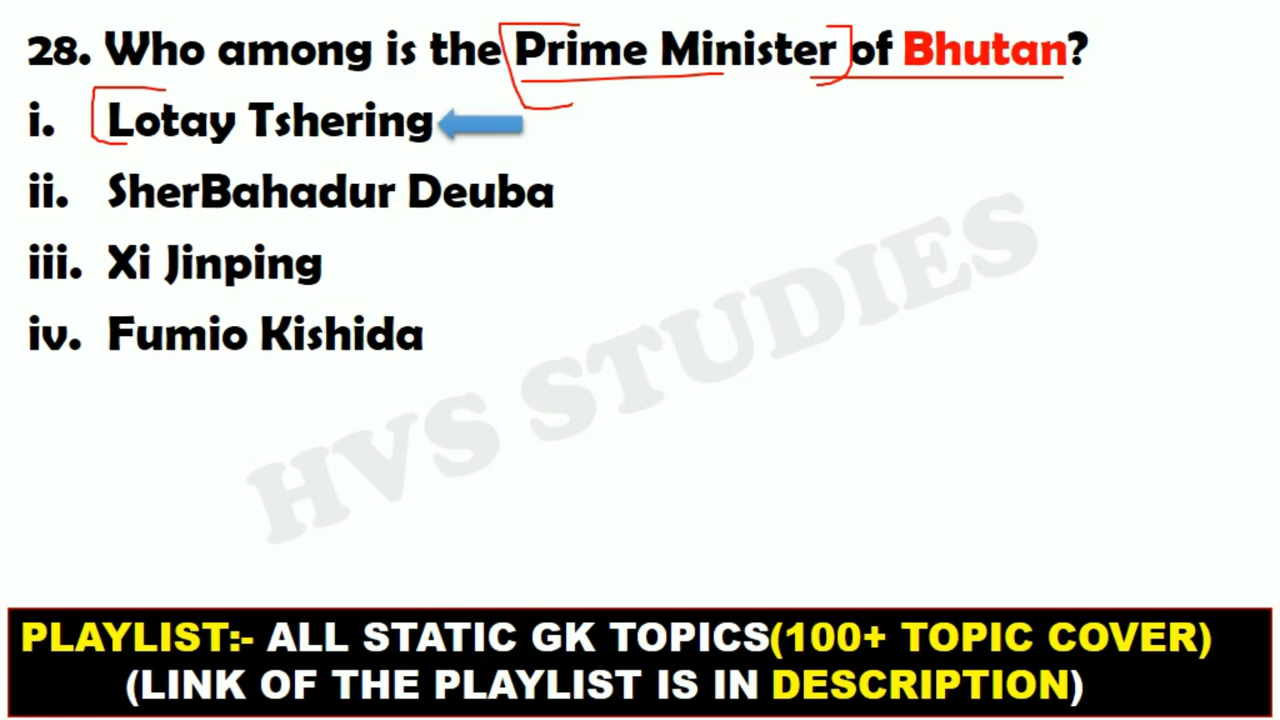 28. Who among is the Prime Minister of Bhutan?
i. Lotay Tshering
ii. SherBahadur Deuba
iii. Xi Jinping
iv. Fumio Kishida
HVS STUDIES
PLAYLIST:- ALL STATIC GK TOPICS(100+ TOPIC COVER)
(LINK OF THE PLAYLIST IS IN DESCRIPTION)